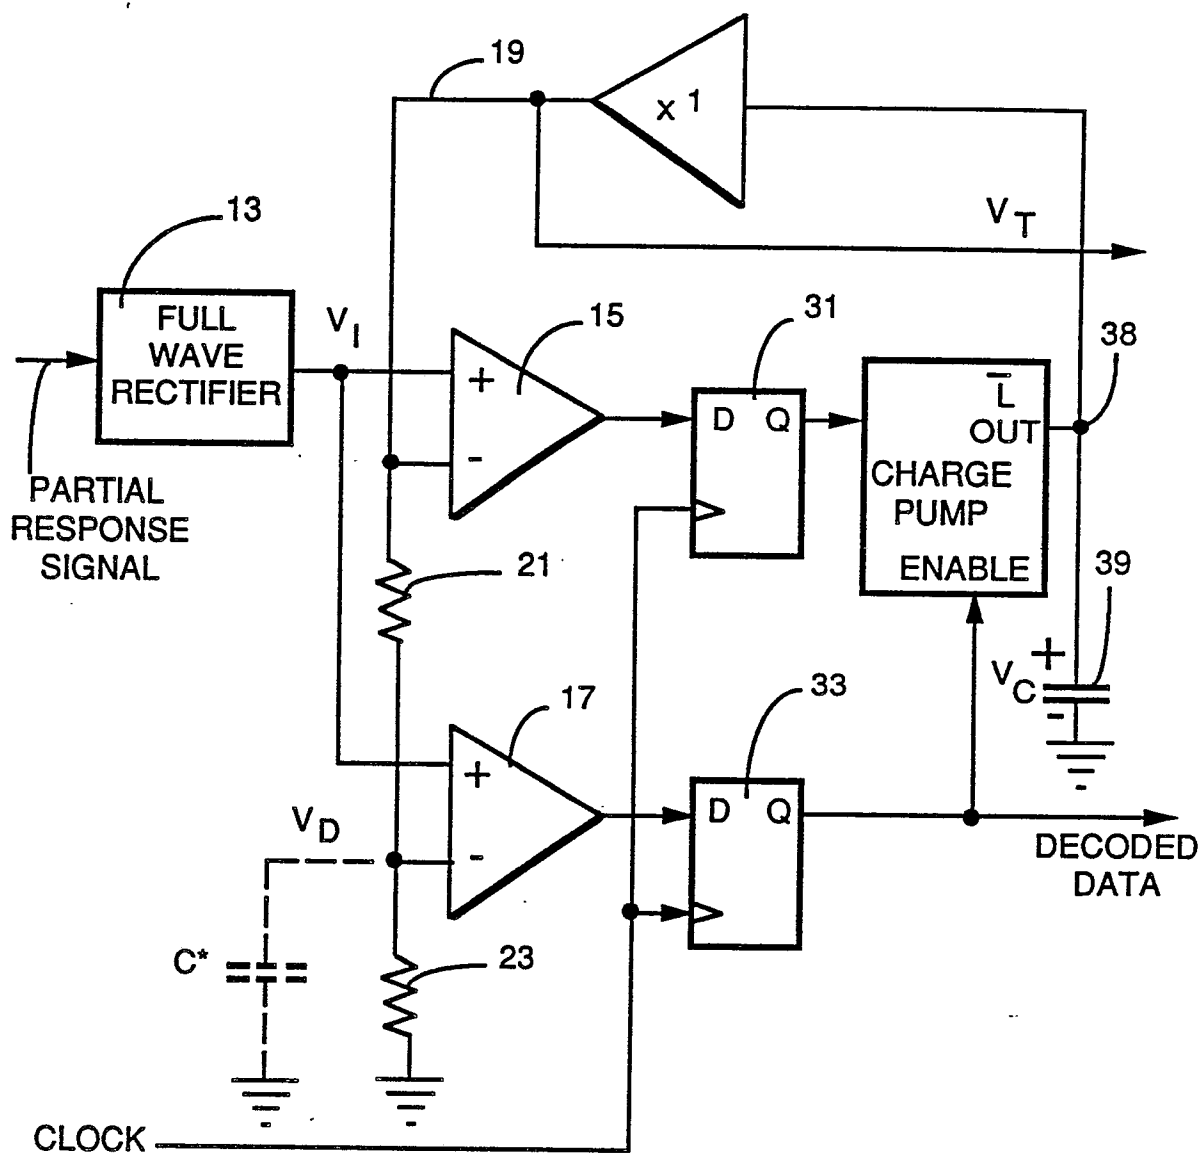 19
x 1
V T
13
FULL
WAVE
RECTIFIER
V I
15
31
38
+
-
D Q
L̅
OUT
CHARGE
PUMP
ENABLE
PARTIAL
RESPONSE
SIGNAL
21
39
17
33
V C
+
-
+
-
D Q
V D
DECODED
DATA
C*
23
CLOCK